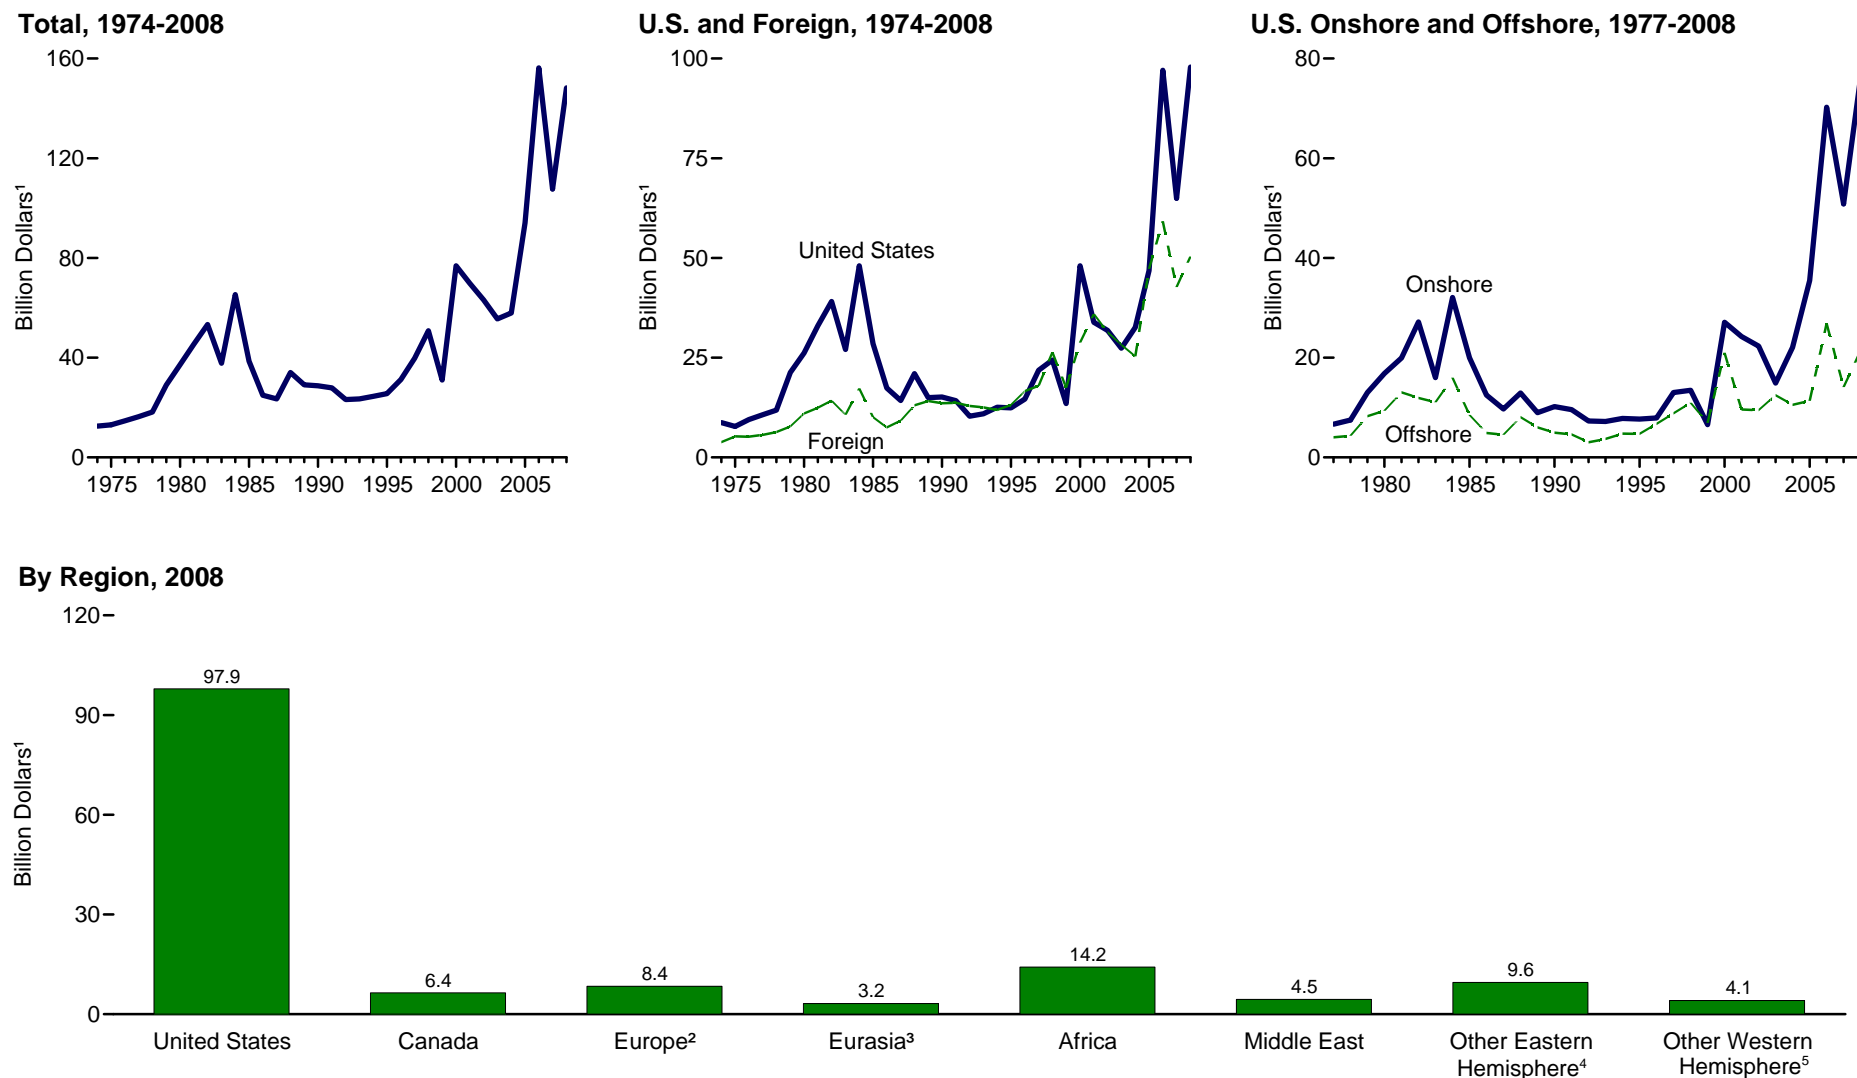 Total, 1974-2008
160
120
80
40
0
Billion Dollars¹
1975 1980 1985 1990 1995 2000 2005
U.S. and Foreign, 1974-2008
100
75
50
25
0
Billion Dollars¹
United States
Foreign
1975 1980 1985 1990 1995 2000 2005
U.S. Onshore and Offshore, 1977-2008
80
60
40
20
0
Billion Dollars¹
Onshore
Offshore
1980 1985 1990 1995 2000 2005
By Region, 2008
120
90
60
30
0
Billion Dollars¹
97.9
6.4
8.4
3.2
14.2
4.5
9.6
4.1
United States
Canada
Europe²
Eurasia³
Africa
Middle East
Other Eastern
Hemisphere⁴
Other Western
Hemisphere⁵